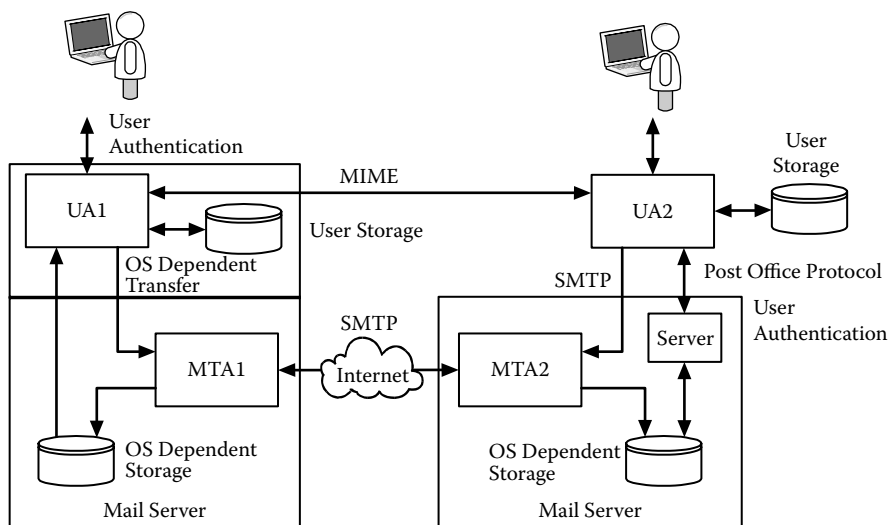 User
Authentication
User
Storage
MIME
UA1
UA2
User Storage
OS Dependent
Transfer
SMTP
Post Office Protocol
User
Authentication
SMTP
Server
MTA1
Internet
MTA2
OS Dependent
Storage
OS Dependent
Storage
Mail Server
Mail Server